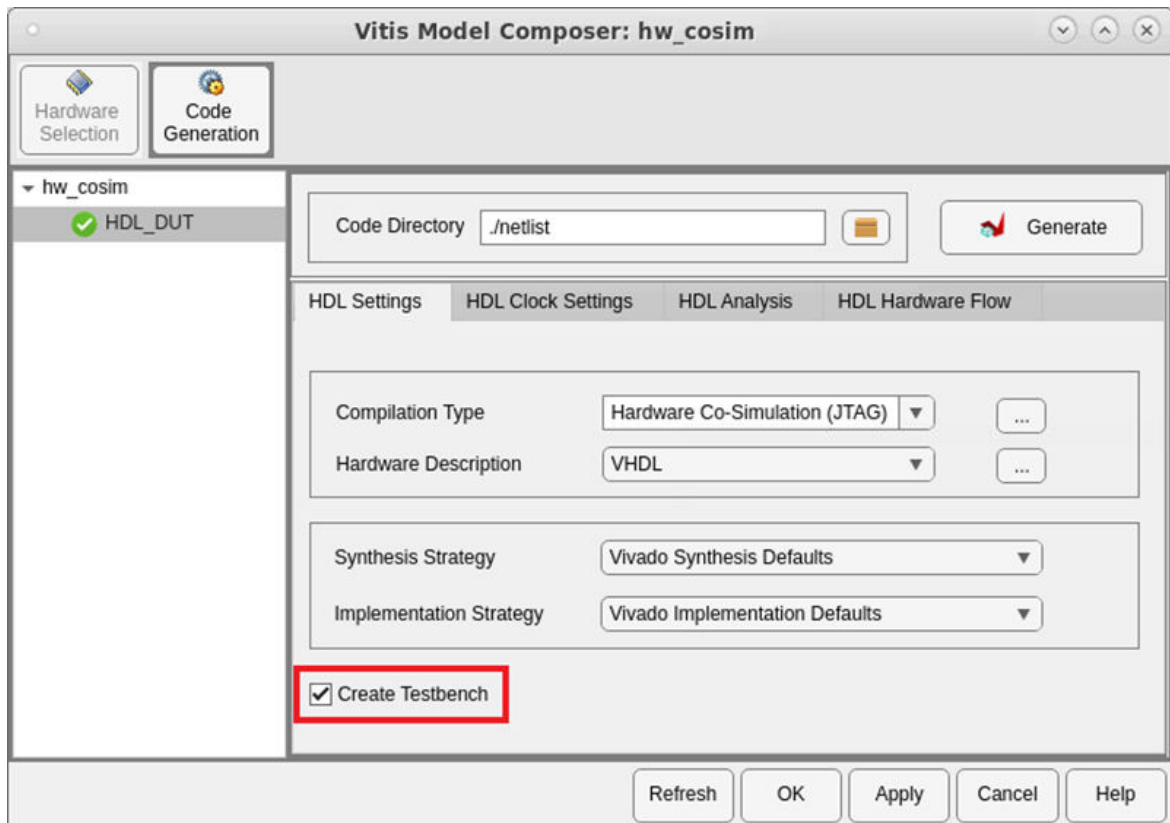 Vitis Model Composer: hw_cosim
Hardware Selection
Code Generation
hw_cosim
HDL_DUT
Code Directory ./netlist Generate
HDL Settings HDL Clock Settings HDL Analysis HDL Hardware Flow
Compilation Type Hardware Co-Simulation (JTAG) ...
Hardware Description VHDL ...
Synthesis Strategy Vivado Synthesis Defaults
Implementation Strategy Vivado Implementation Defaults
Create Testbench
Refresh OK Apply Cancel Help